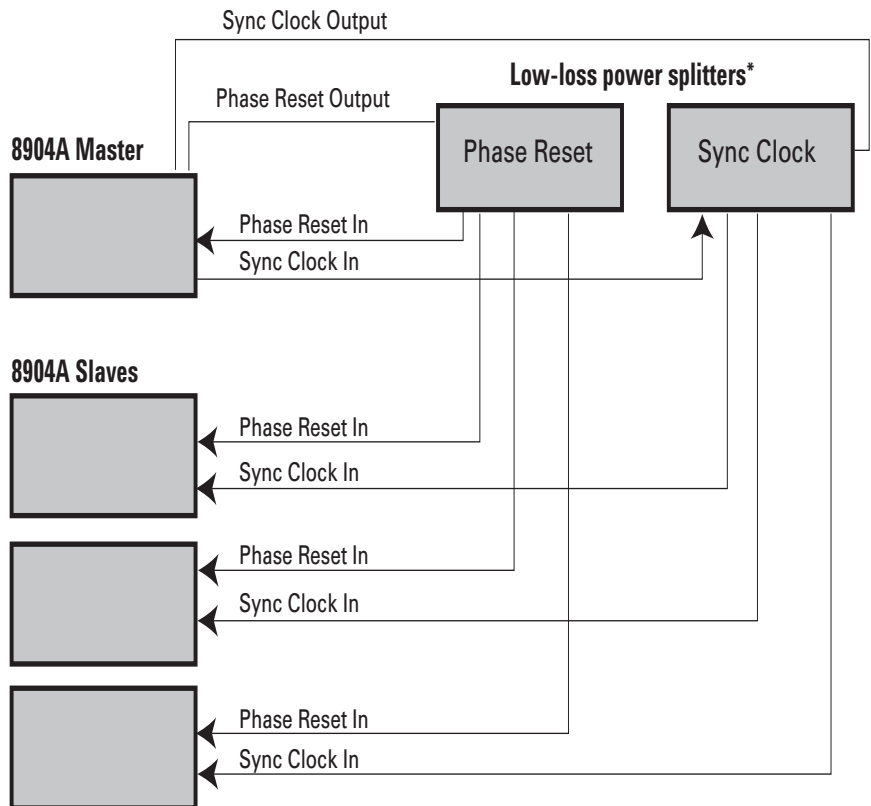 Sync Clock Output
Low-loss power splitters*
Phase Reset Output
8904A Master
Phase Reset
Sync Clock
Phase Reset In
Sync Clock In
8904A Slaves
Phase Reset In
Sync Clock In
Phase Reset In
Sync Clock In
Phase Reset In
Sync Clock In